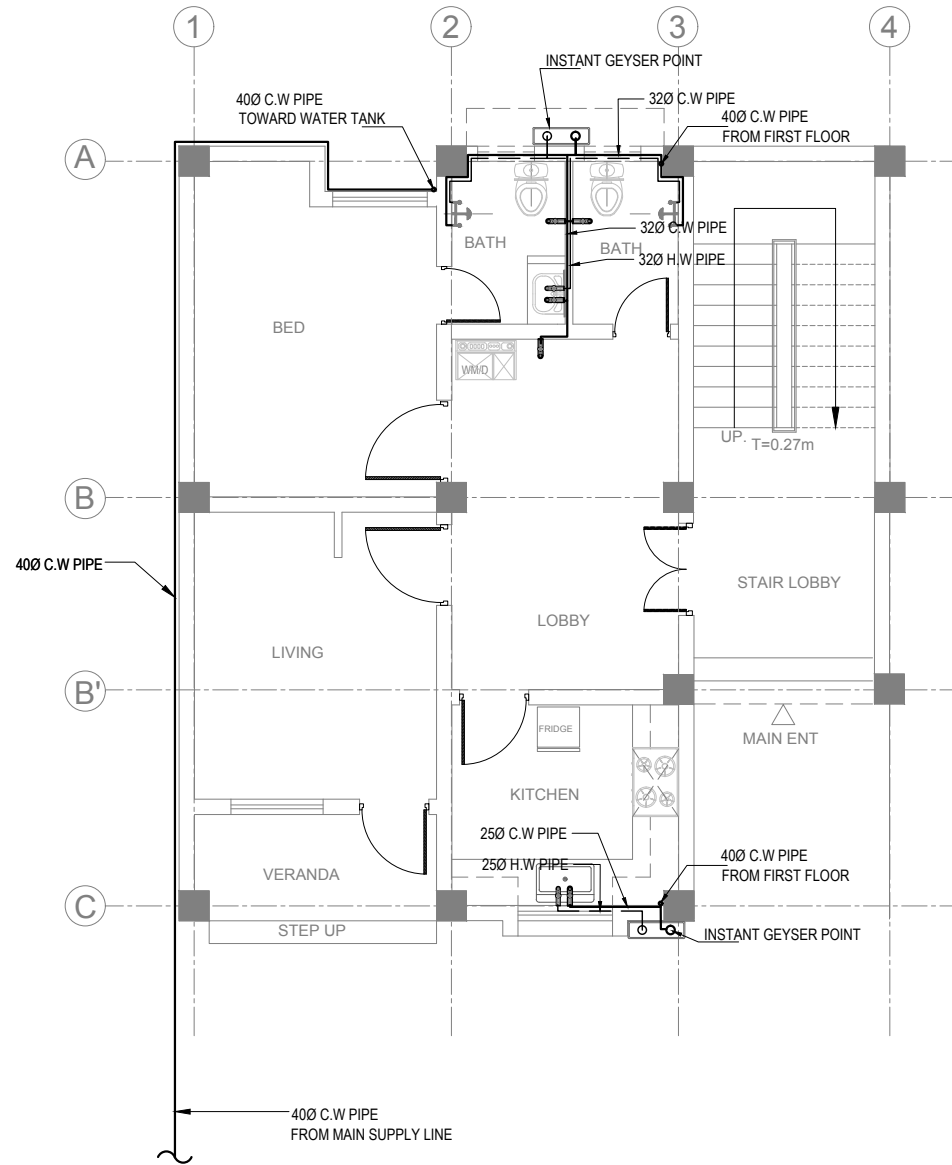 1
2
3
4
INSTANT GEYSER POINT
40Ø C.W PIPE
TOWARD WATER TANK
32Ø C.W PIPE
40Ø C.W PIPE
FROM FIRST FLOOR
A
BATH
BATH
32Ø C.W PIPE
32Ø H.W PIPE
BED
WM/D
UP.
T=0.27m
B
40Ø C.W PIPE
STAIR LOBBY
LOBBY
LIVING
B'
FRIDGE
MAIN ENT
KITCHEN
25Ø C.W PIPE
25Ø H.W PIPE
40Ø C.W PIPE
FROM FIRST FLOOR
VERANDA
C
STEP UP
INSTANT GEYSER POINT
40Ø C.W PIPE
FROM MAIN SUPPLY LINE